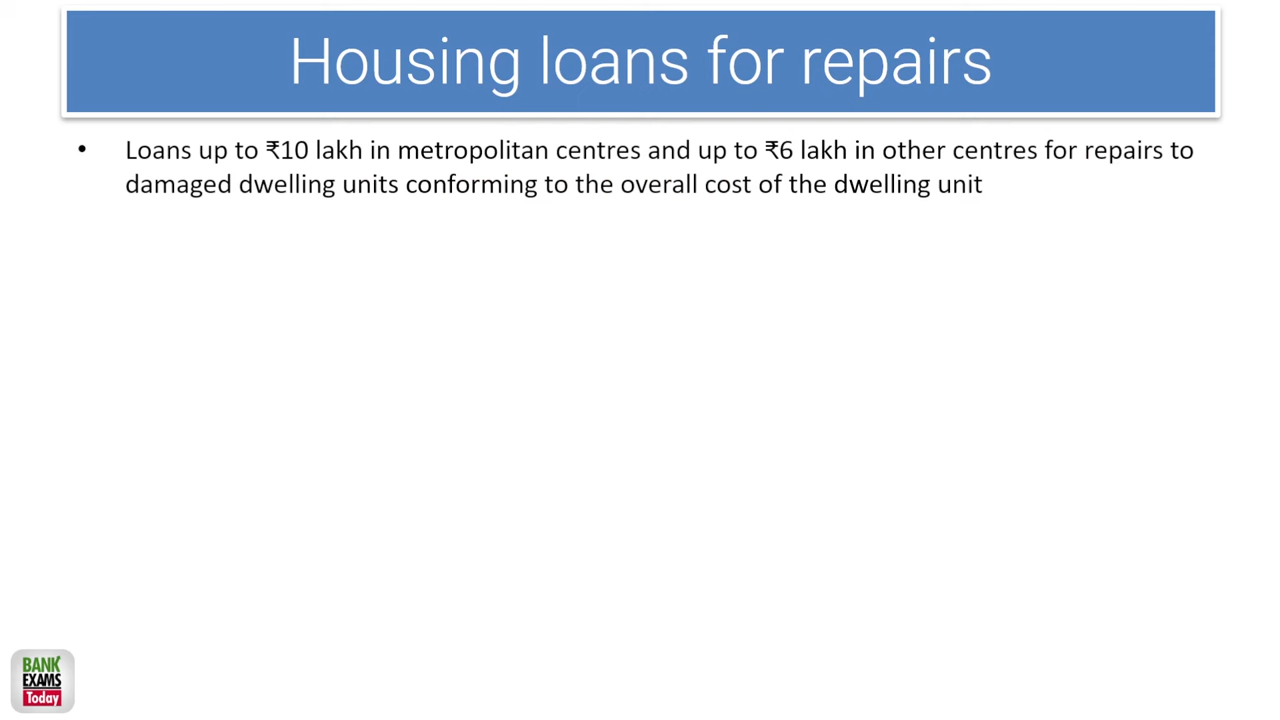 Housing loans for repairs
• Loans up to ₹10 lakh in metropolitan centres and up to ₹6 lakh in other centres for repairs to
damaged dwelling units conforming to the overall cost of the dwelling unit
BANK
EXAMS
Today